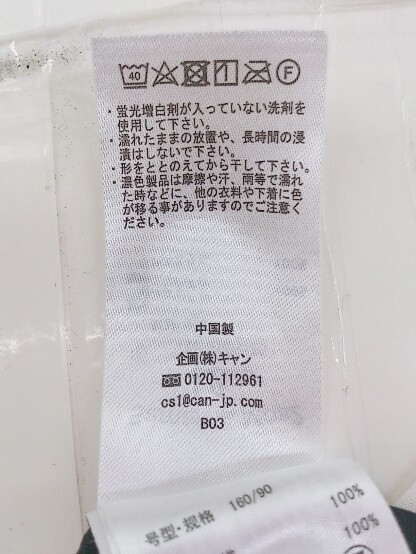 40 F
・蛍光増白剤が入っていない洗剤を
使用して下さい。
・濡れたままの放置や、長時間の浸
漬はしないで下さい。
・形をととのえてから干して下さい。
・濃色製品は摩擦や汗、雨等で濡れ
た時などに、他の衣料や下着に色
が移る事がありますのでご注意く
ださい。
中国製
企画(株)キャン
0120-112961
cs1@can-jp.com
B03
号型・规格 160/90
100%
100%